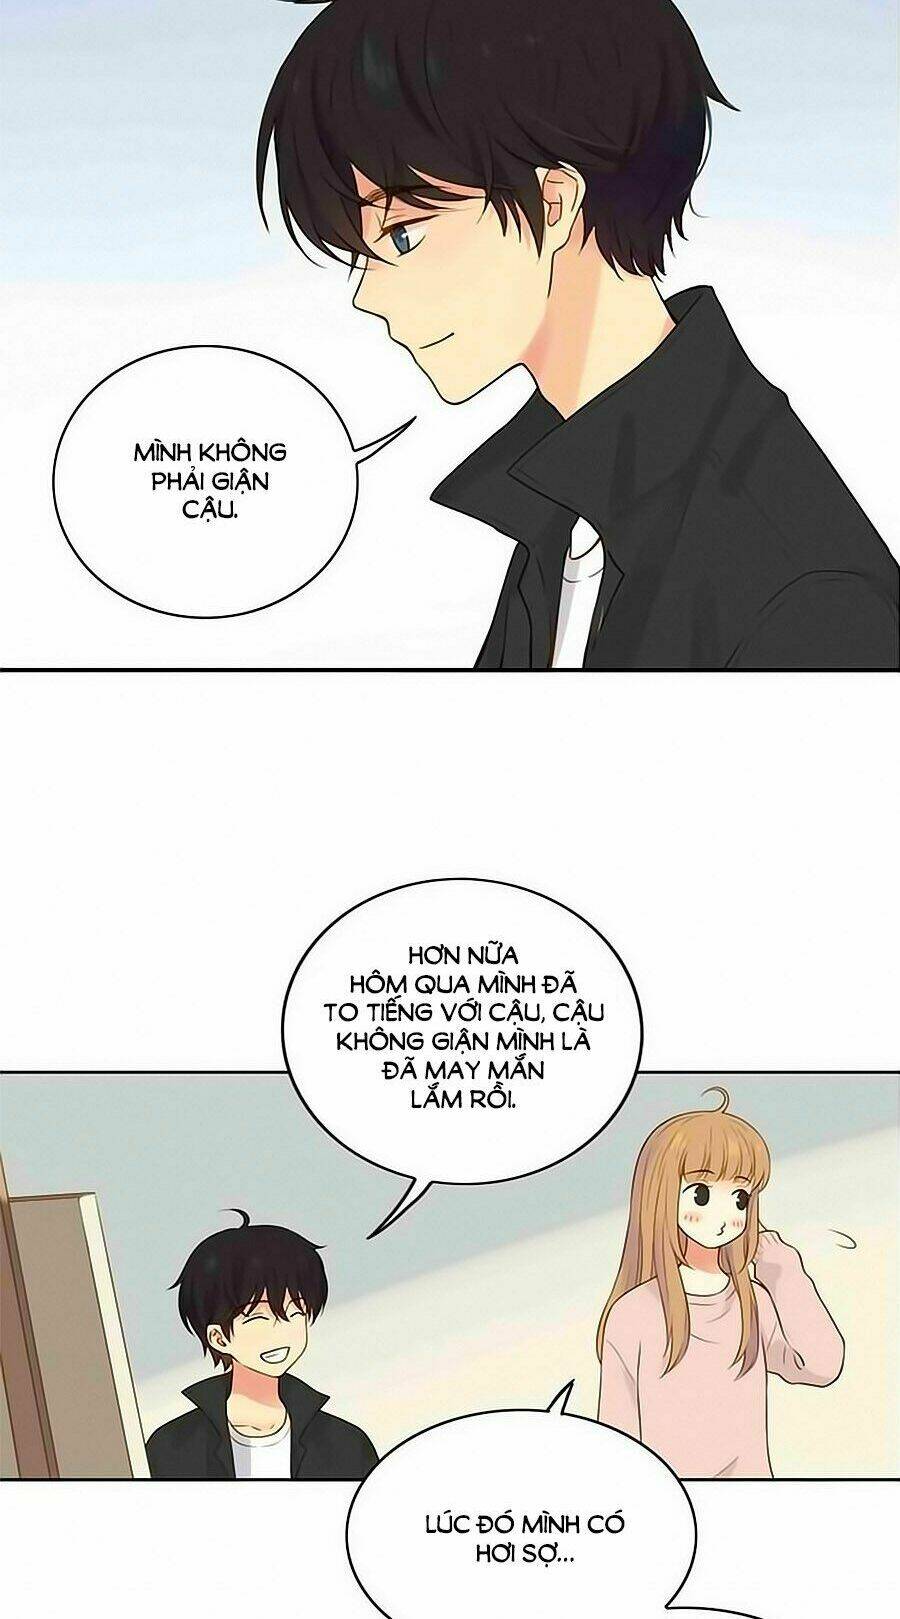 MÌNH KHÔNG
PHẢI GIẬN
CẬU.
HƠN NỮA
HÔM QUA MÌNH ĐÃ
TO TIẾNG VỚI CẬU, CẬU
KHÔNG GIẬN MÌNH LÀ
ĐÃ MAY MẮN
LẮM RỒI.
LÚC ĐÓ MÌNH CÓ
HƠI SỢ...